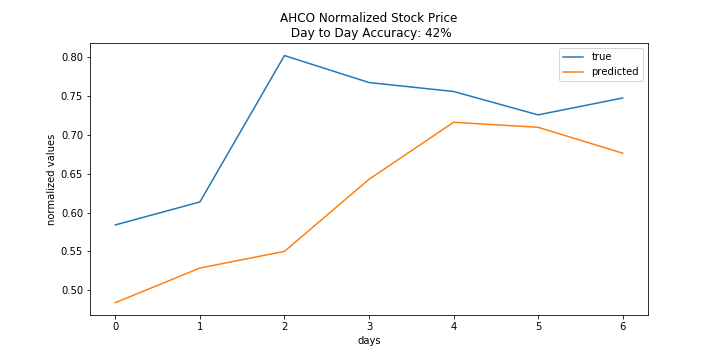 AHCO Normalized Stock Price
Day to Day Accuracy: 42%
true
predicted
normalized values
0.80
0.75
0.70
0.65
0.60
0.55
0.50
0 1 2 3 4 5 6
days